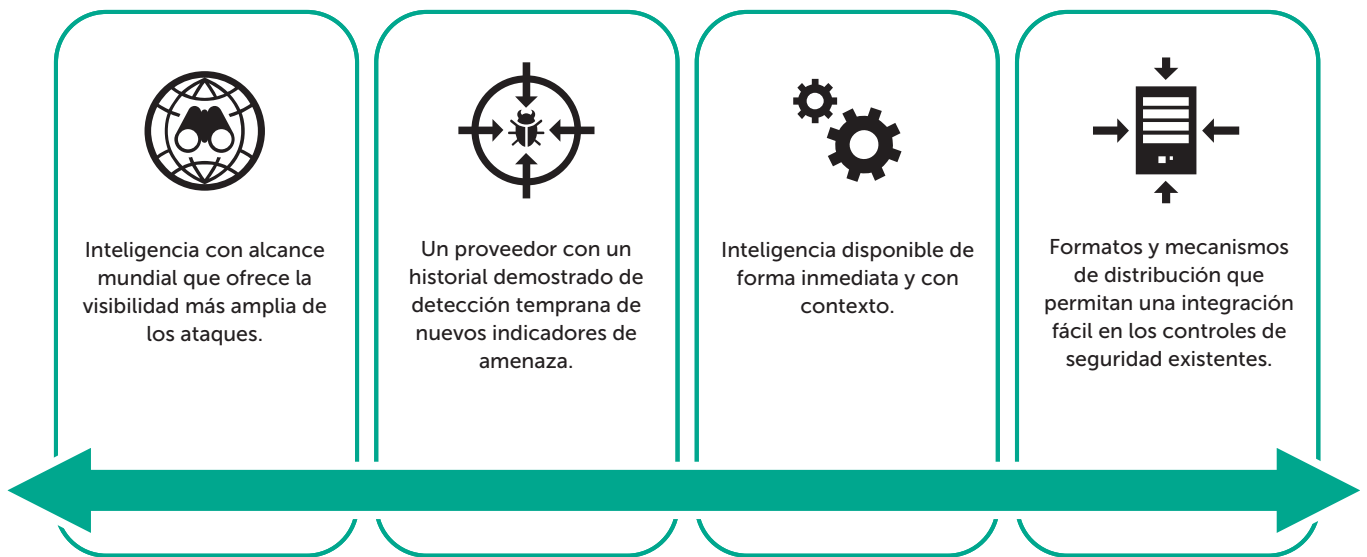 Inteligencia con alcance
mundial que ofrece la
visibilidad más amplia de
los ataques.
Un proveedor con un
historial demostrado de
detección temprana de
nuevos indicadores de
amenaza.
Inteligencia disponible de
forma inmediata y con
contexto.
Formatos y mecanismos
de distribución que
permitan una integración
fácil en los controles de
seguridad existentes.